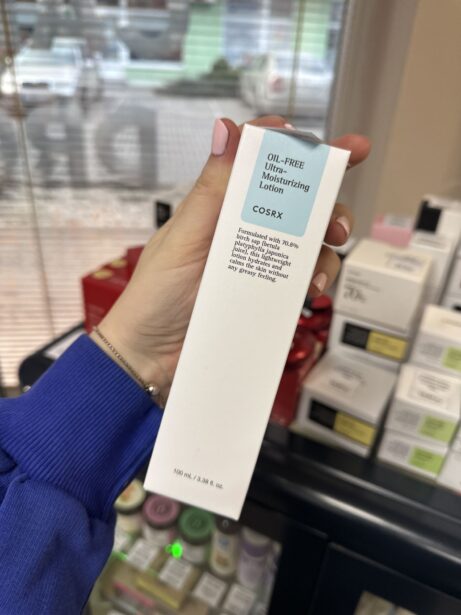 OIL-FREE
Ultra-
Moisturizing
Lotion
COSRX
Formulated with 70.6%
birch sap (betula
platyphylla japonica
juice), this lightweight
lotion hydrates and
calms the skin without
any greasy feeling.
100 mL / 3.38 fl. oz.